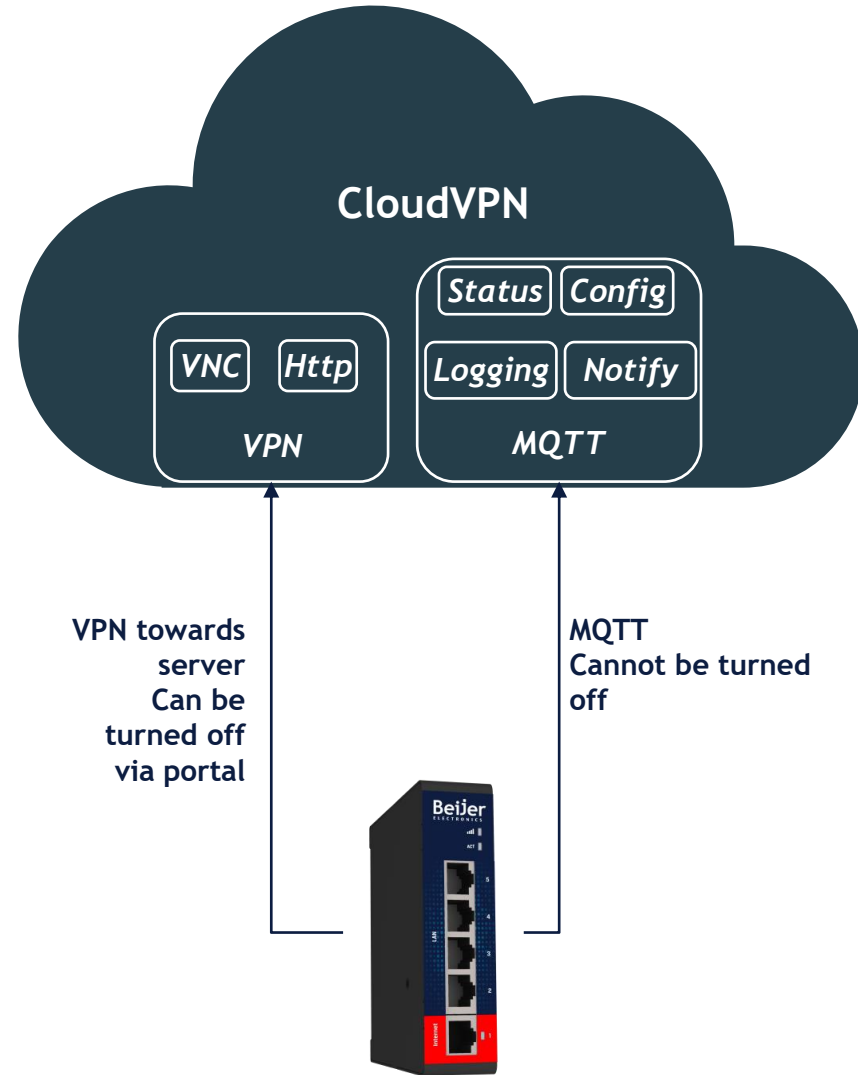 CloudVPN
Status
Config
VNC
Http
Logging
Notify
VPN
MQTT
VPN towards
server
Can be
turned off
via portal
MQTT
Cannot be turned
off
Beijer
ELECTRONICS
ACT
5
4
LAN
3
2
Internet
1